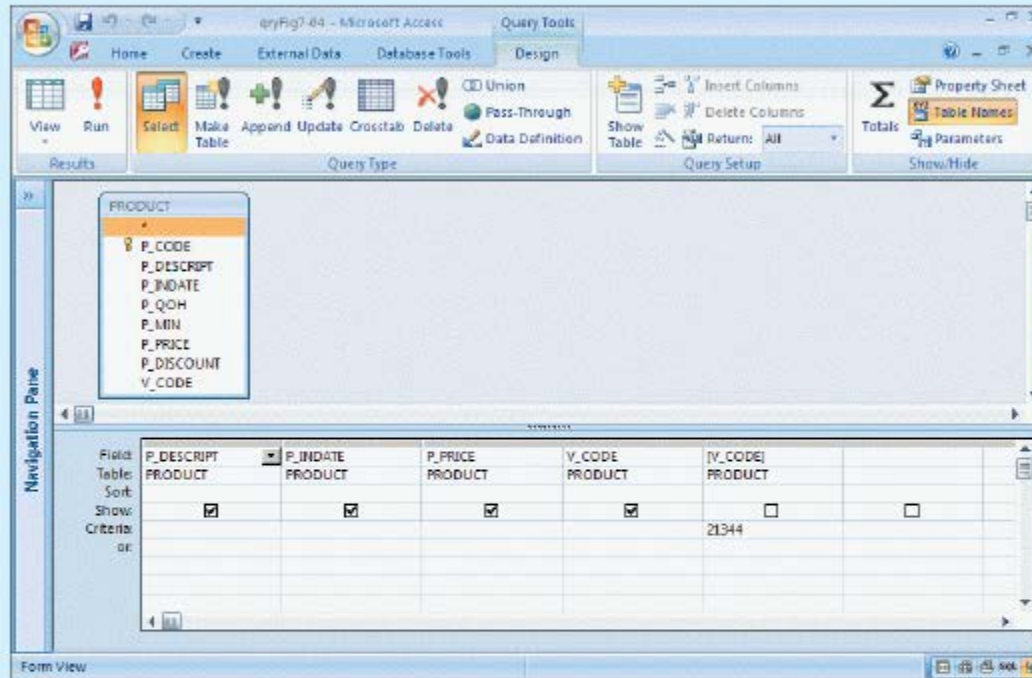 qryFig7-04 - Microsoft Access
Query Tools
Home Create External Data Database Tools Design
View
Run
Results
Select
Make Table
Append
Update
Crosstab
Delete
Union
Pass-Through
Data Definition
Query Type
Show Table
Insert Columns
Delete Columns
Return: All
Query Setup
Totals
Property Sheet
Table Names
Parameters
Show/Hide
Navigation Pane
PRODUCT
*
P_CODE
P_DESCRIPT
P_INDATE
P_QOH
P_MIN
P_PRICE
P_DISCOUNT
V_CODE
Field: P_DESCRIPT P_INDATE P_PRICE V_CODE [V_CODE]
Table: PRODUCT PRODUCT PRODUCT PRODUCT PRODUCT
Sort:
Show:
Criteria: 21344
or:
Form View
SQL